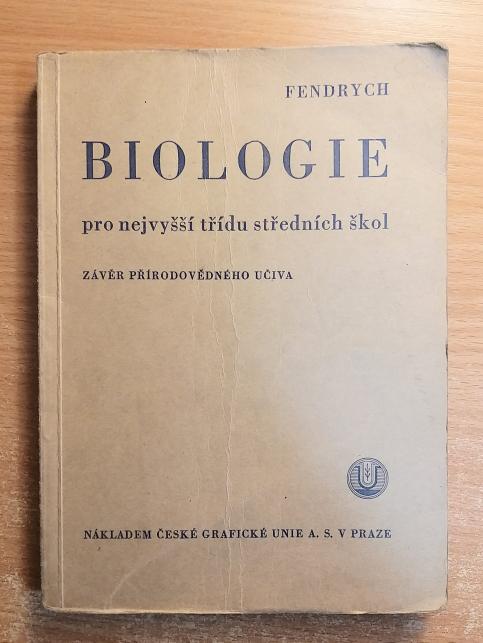 FENDRYCH
BIOLOGIE
pro nejvyšší třídu středních škol
ZÁVĚR PŘÍRODOVĚDNÉHO UČIVA
U
NÁKLADEM ČESKÉ GRAFICKÉ UNIE A. S. V PRAZE